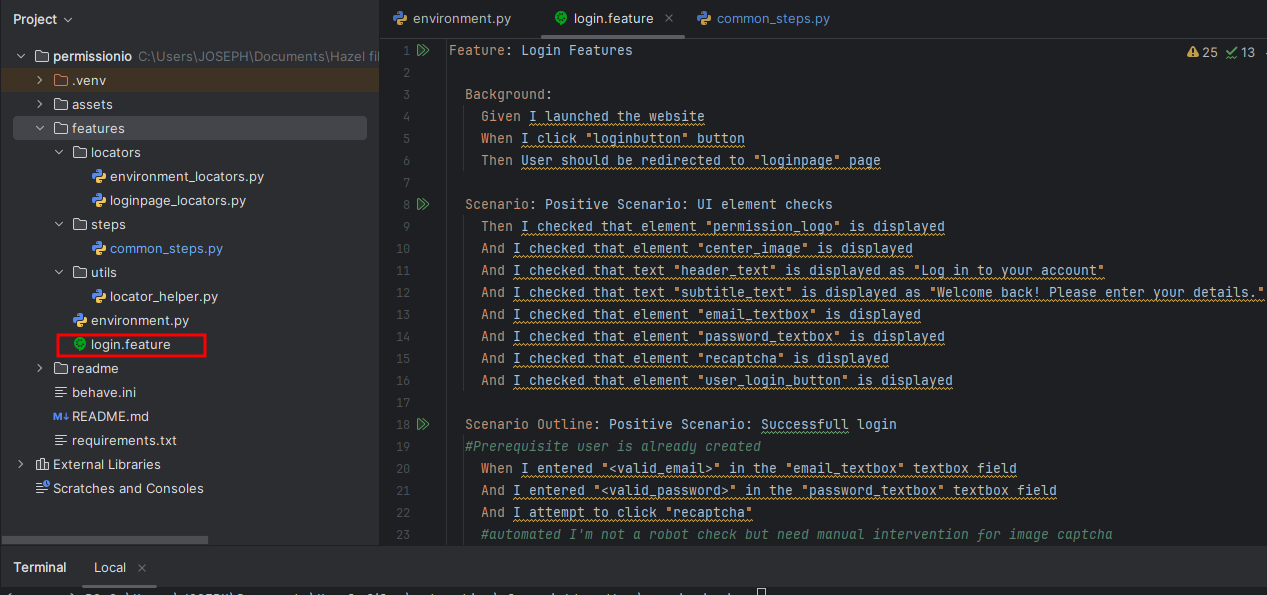 Project
environment.py
login.feature
common_steps.py
permissionio C:\Users\JOSEPH\Documents\Hazel fil
.venv
assets
features
locators
environment_locators.py
loginpage_locators.py
steps
common_steps.py
utils
locator_helper.py
environment.py
login.feature
readme
behave.ini
M↓ README.md
requirements.txt
External Libraries
Scratches and Consoles
25 13
1 Feature: Login Features
2
3 Background:
4 Given I launched the website
5 When I click "loginbutton" button
6 Then User should be redirected to "loginpage" page
7
8 Scenario: Positive Scenario: UI element checks
9 Then I checked that element "permission_logo" is displayed
10 And I checked that element "center_image" is displayed
11 And I checked that text "header_text" is displayed as "Log in to your account"
12 And I checked that text "subtitle_text" is displayed as "Welcome back! Please enter your details."
13 And I checked that element "email_textbox" is displayed
14 And I checked that element "password_textbox" is displayed
15 And I checked that element "recaptcha" is displayed
16 And I checked that element "user_login_button" is displayed
17
18 Scenario Outline: Positive Scenario: Successfull login
19 #Prerequisite user is already created
20 When I entered "<valid_email>" in the "email_textbox" textbox field
21 And I entered "<valid_password>" in the "password_textbox" textbox field
22 And I attempt to click "recaptcha"
23 #automated I'm not a robot check but need manual intervention for image captcha
Terminal Local